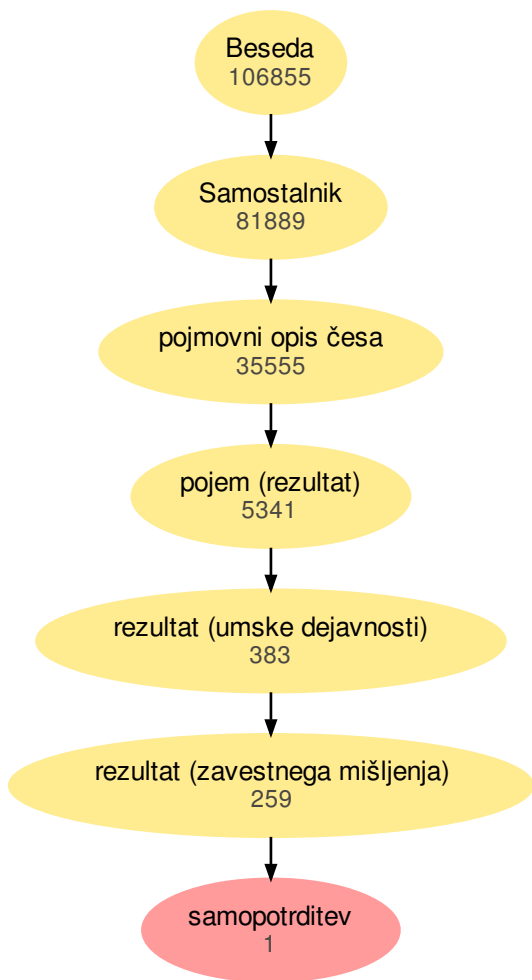 Beseda
106855
Samostalnik
81889
pojmovni opis česa
35555
pojem (rezultat)
5341
rezultat (umske dejavnosti)
383
rezultat (zavestnega mišljenja)
259
samopotrditev
1